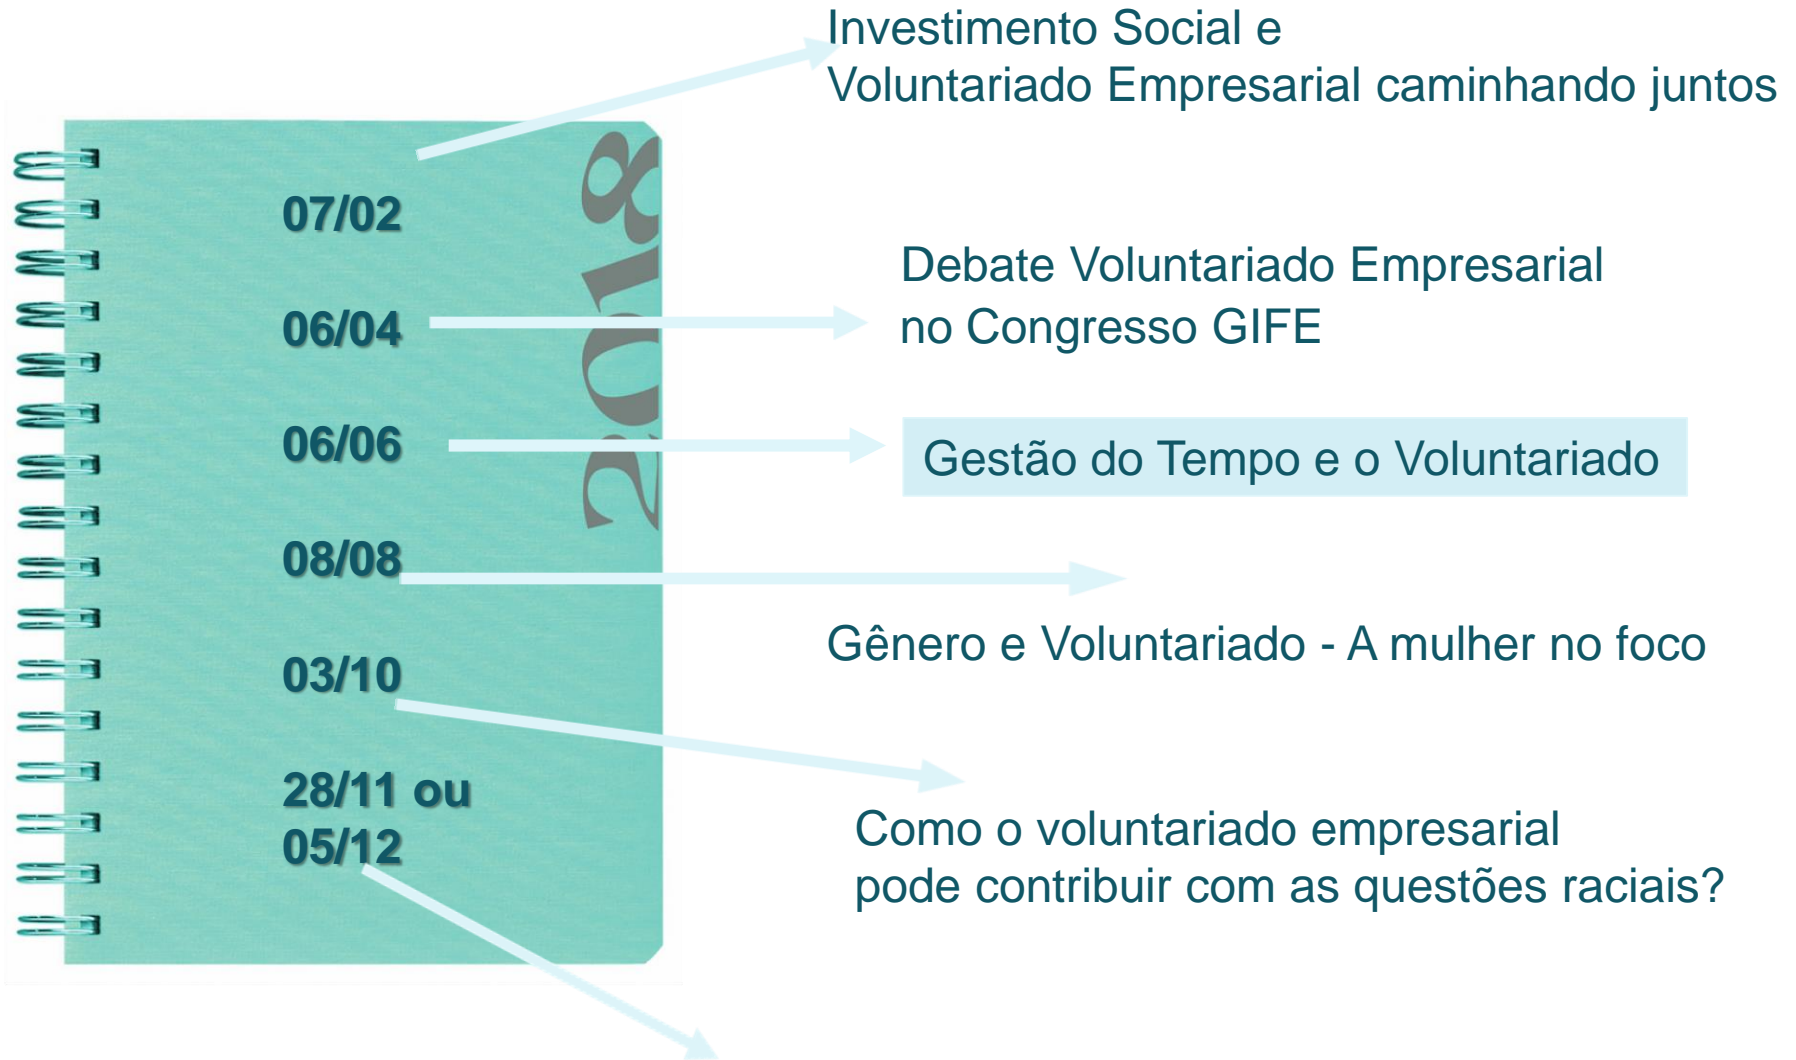 Investimento Social e
Voluntariado Empresarial caminhando juntos
2018
07/02
Debate Voluntariado Empresarial
no Congresso GIFE
06/04
06/06
Gestão do Tempo e o Voluntariado
08/08
Gênero e Voluntariado - A mulher no foco
03/10
28/11 ou
05/12
Como o voluntariado empresarial
pode contribuir com as questões raciais?